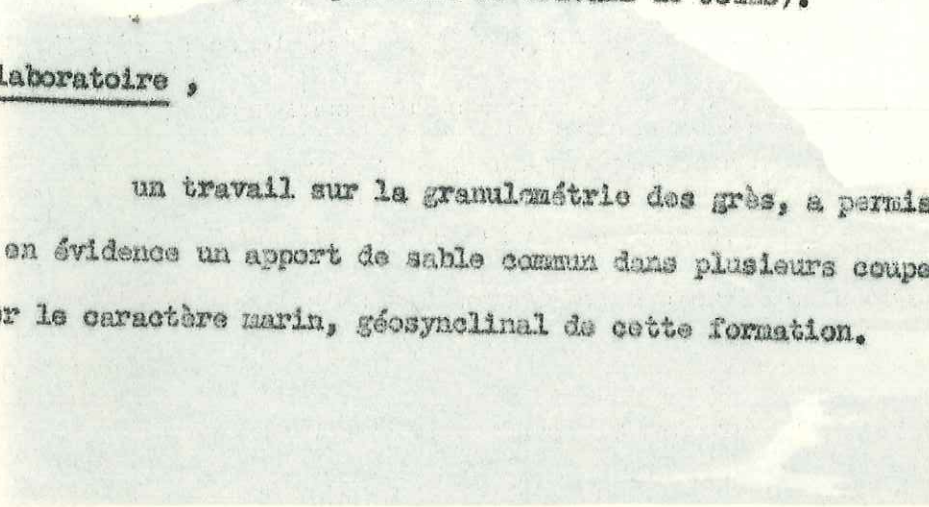 laboratoire ,
un travail sur la granulométrie des grès, a permis
en évidence un apport de sable commun dans plusieurs coupe
r le caractère marin, géosynclinal de cette formation.